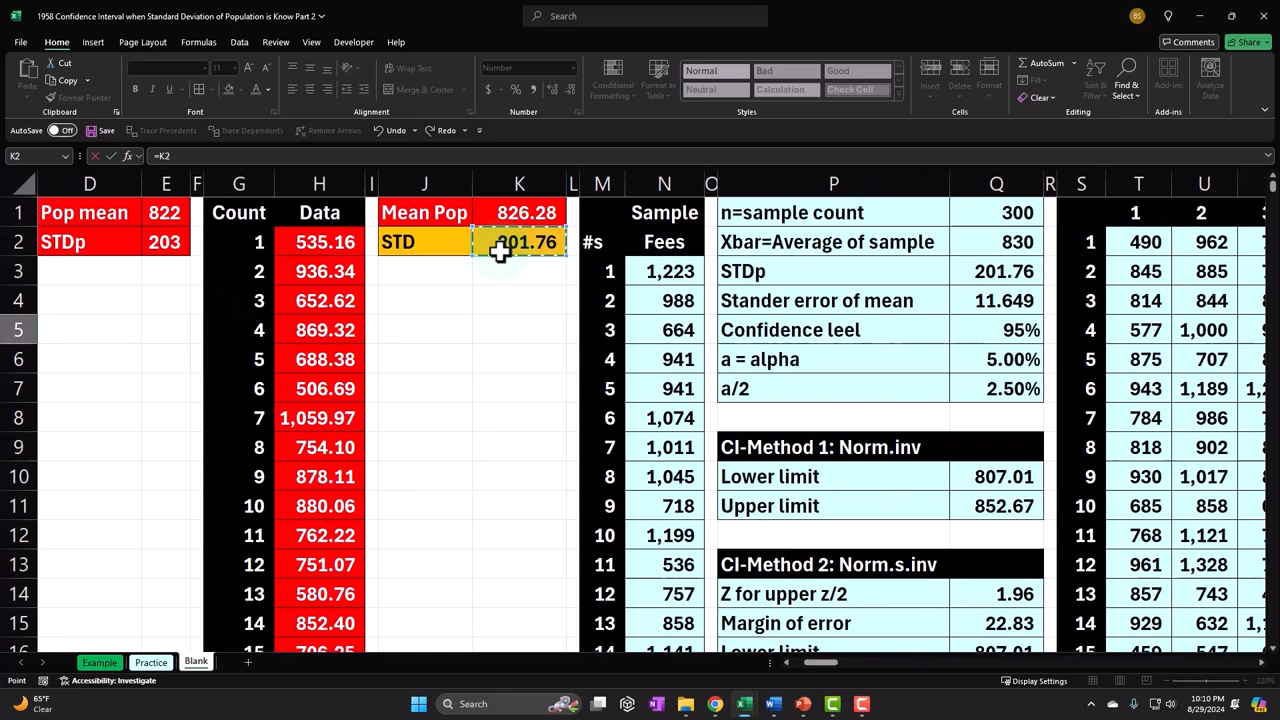 1958 Confidence Interval when Standard Deviation of Population is Know Part 2
Search
BS
File Home Insert Page Layout Formulas Data Review View Developer Help
Comments Share
Cut
Copy
Format Painter
Paste
Clipboard
11
Font
Wrap Text
Merge & Center
Alignment
Number
Number
Conditional Formatting
Format as Table
Normal Bad Good
Neutral Calculation Check Cell
Styles
Insert Delete Format
Cells
AutoSum
Fill
Clear
Sort & Filter
Find & Select
Editing
Add-ins
Add-ins
Analyze Data
AutoSave Off Save Trace Precedents Trace Dependents Remove Arrows Undo Redo
K2 fx =K2
D E F G H I J K L M N O P Q R S T U
1 Pop mean 822 Count Data Mean Pop 826.28 Sample n=sample count 300 1 2 3
2 STDp 203 1 535.16 STD 201.76 #s Fees Xbar=Average of sample 830 1 490 962
3 2 936.34 1 1,223 STDp 201.76 2 845 885
4 3 652.62 2 988 Stander error of mean 11.649 3 814 844
5 4 869.32 3 664 Confidence leel 95% 4 577 1,000
6 5 688.38 4 941 a = alpha 5.00% 5 875 707
7 6 506.69 5 941 a/2 2.50% 6 943 1,189
8 7 1,059.97 6 1,074 7 784 986
9 8 754.10 7 1,011 CI-Method 1: Norm.inv 8 818 902
10 9 878.11 8 1,045 Lower limit 807.01 9 930 1,017
11 10 880.06 9 718 Upper limit 852.67 10 685 858
12 11 762.22 10 1,199 11 768 1,121
13 12 751.07 11 536 CI-Method 2: Norm.s.inv 12 961 1,328
14 13 580.76 12 757 Z for upper z/2 1.96 13 857 743
15 14 852.40 13 858 Margin of error 22.83 14 929 632
16 15 706.25 14 1,141 Lower limit 807.01 15 459 547
Example Practice Blank
Point Accessibility: Investigate Display Settings 220%
65°F
Clear
Search
10:10 PM
8/29/2024